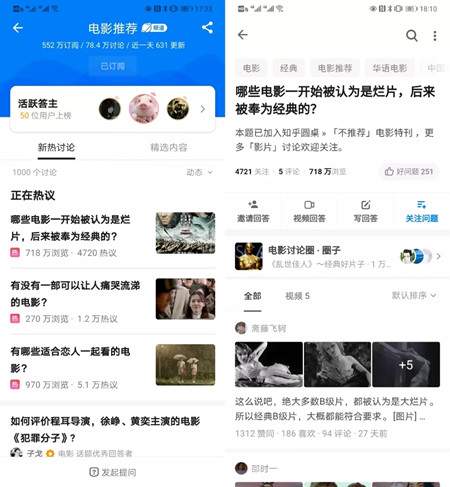 17:33
电影推荐
频道
552 万订阅 / 78.4 万讨论 / 近一天 631 更新
已订阅
活跃答主
50 位用户上榜
新热讨论
精选内容
1000 个讨论
动态
正在热议
哪些电影一开始被认为是烂
片，后来被奉为经典的？
热 718 万浏览 · 4720 热议
有没有一部可以让人痛哭流涕
的电影？
热 270 万浏览 · 1.2 万热议
有哪些适合恋人一起看的电
影？
热 970 万浏览 · 5.1 万热议
如何评价程耳导演，徐峥、黄奕主演的电影
《犯罪分子》？
子戈 电影 话题优秀回答者
发起提问
18:10
电影
经典
电影推荐
华语电影
中国
哪些电影一开始被认为是烂片，后来
被奉为经典的？
本题已加入知乎圆桌 » 「不推荐」电影特刊 ，更
多「影片」讨论欢迎关注。
4721 关注 · 5 评论 · 718 万浏览
好问题 251
邀请回答
视频回答
写回答
关注问题
电影讨论圈 · 圈子
《乱世佳人》～经典好片子 · 1 万...
全部
视频 5
默认排序
斋藤飞轲
+5
这么说吧，绝大多数B级片，都被认为是大烂片。
所以经典B级片，大概都能符合要求。[图片] ...
1312 赞同 · 186 喜欢 · 94 评论 · 27 天前
邵时一